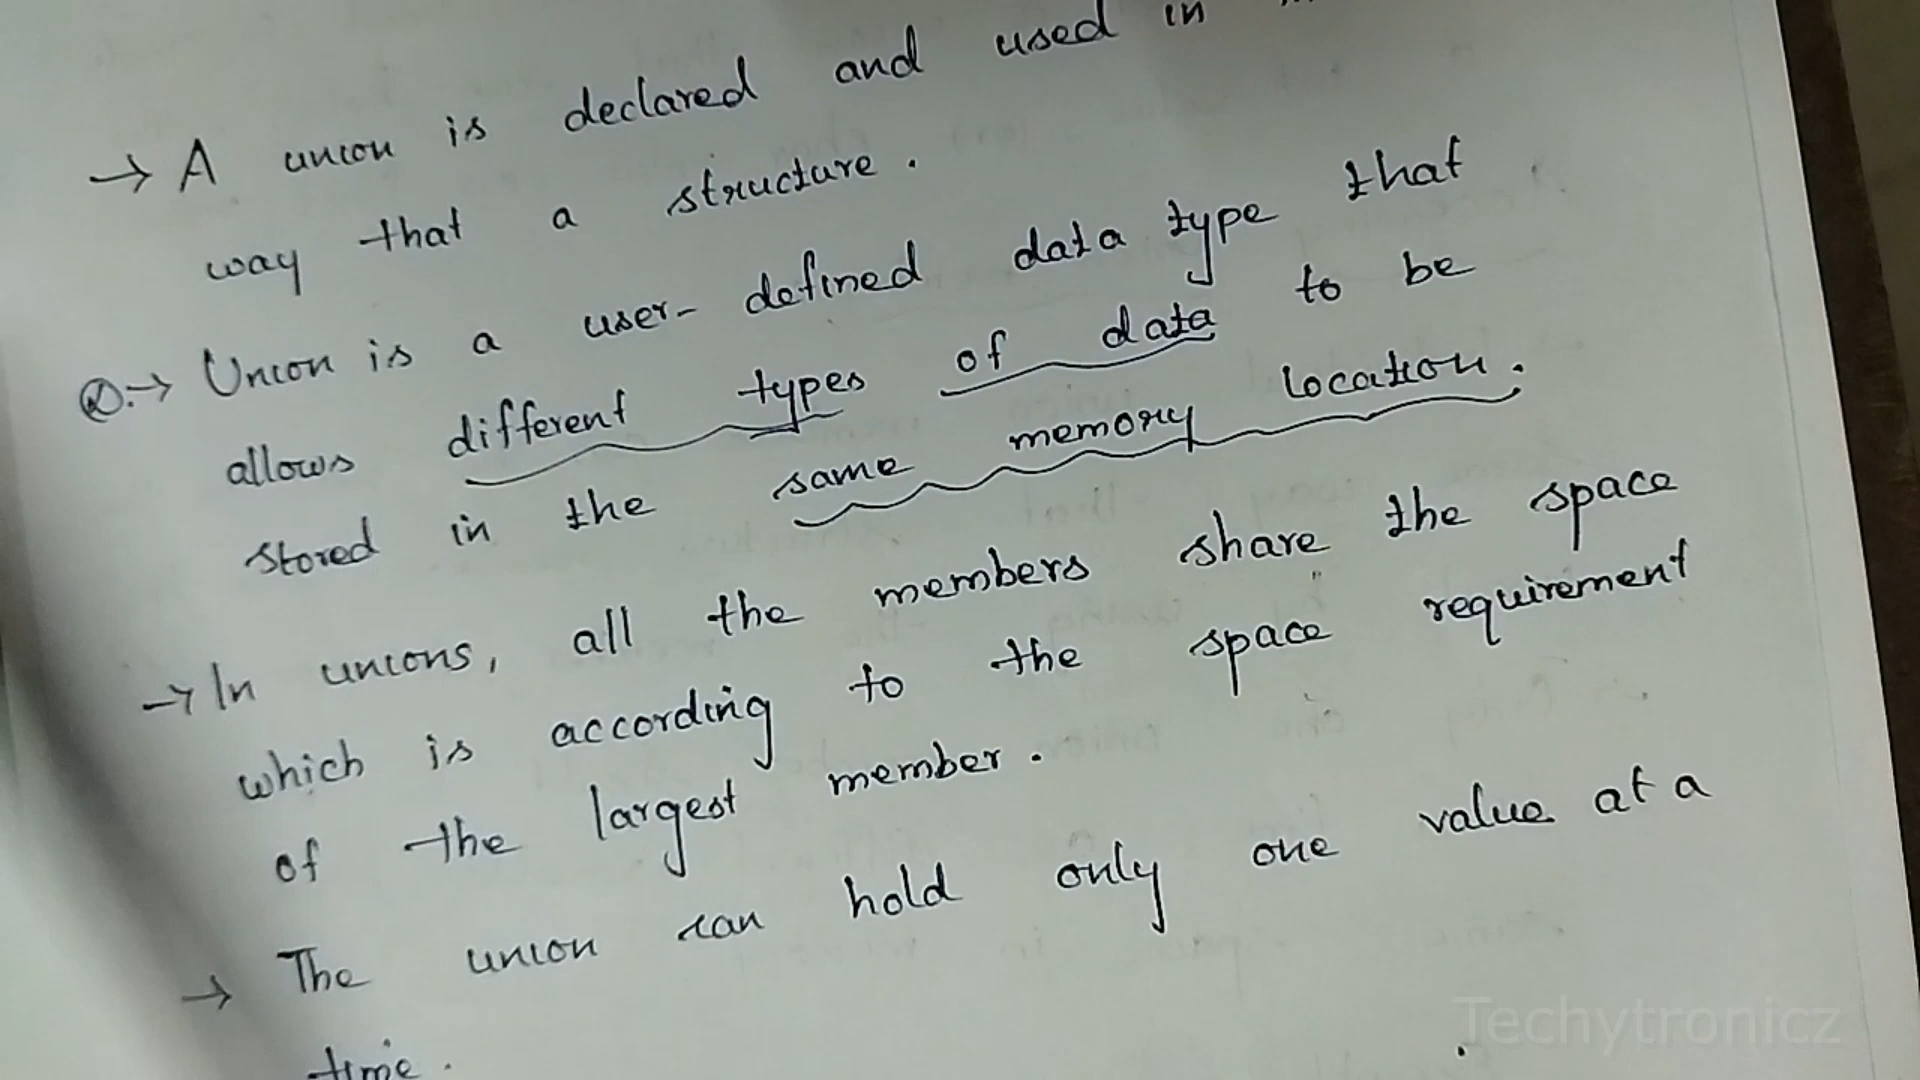 → A union is declared and used in
way that a structure.
②:→ Union is a user-defined data type that
allows different types of data to be
stored in the same memory location.
→ In unions, all the members share the space
which is according to the space requirement
of the largest member.
→ The union can hold only one value at a
time.
Techytronicz